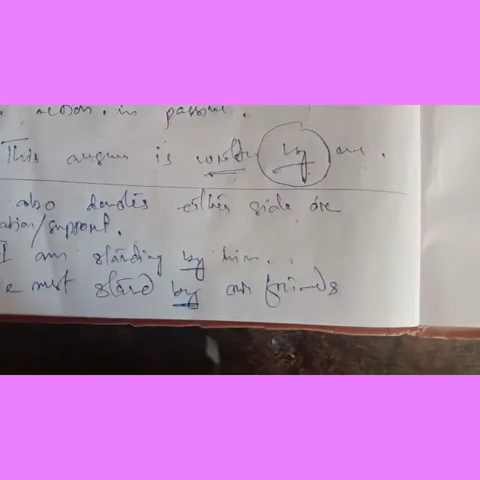 action. in passive.
This answer is written by me.
also denotes either side or
ation/support.
I am standing by him.
e must stand by our friends